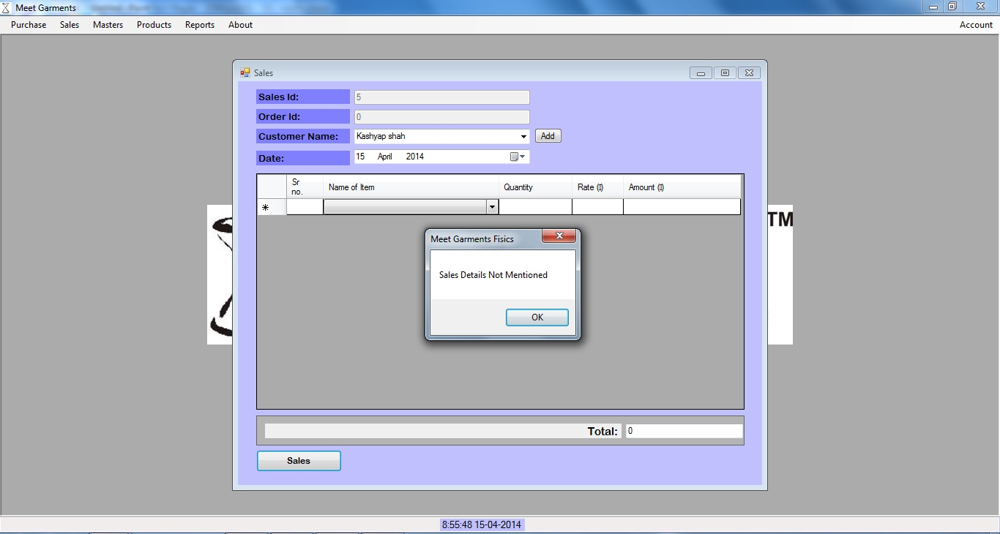 Meet Garments
Purchase Sales Masters Products Reports About Account
Sales
Sales Id: 5
Order Id: 0
Customer Name: Kashyap shah Add
Date: 15 April 2014
Sr no. Name of Item Quantity Rate (▯) Amount (▯)
TM
Meet Garments Fisics
Sales Details Not Mentioned
OK
Total: 0
Sales
8:55:48 15-04-2014